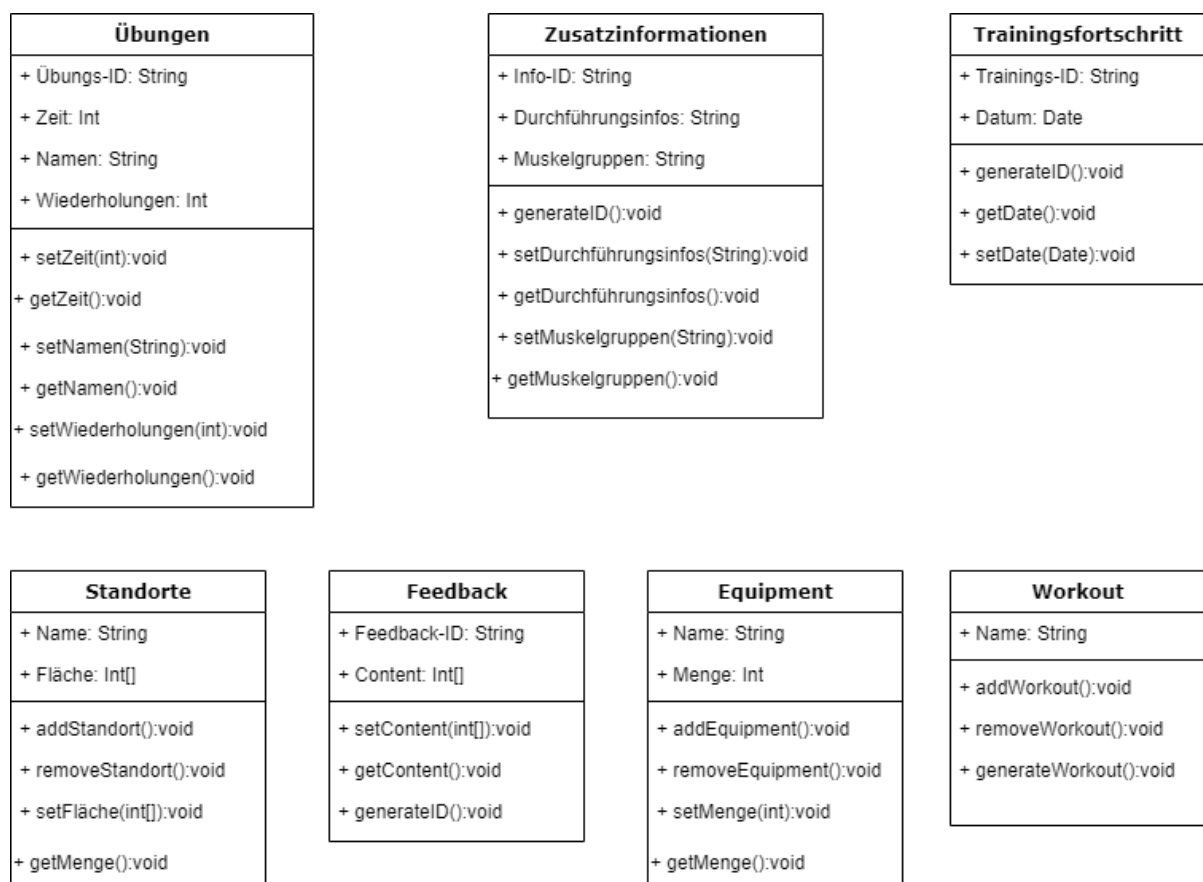 Übungen
+ Übungs-ID: String
+ Zeit: Int
+ Namen: String
+ Wiederholungen: Int
+ setZeit(int):void
+ getZeit():void
+ setNamen(String):void
+ getNamen():void
+ setWiederholungen(int):void
+ getWiederholungen():void
Zusatzinformationen
+ Info-ID: String
+ Durchführungsinfos: String
+ Muskelgruppen: String
+ generateID():void
+ setDurchführungsinfos(String):void
+ getDurchführungsinfos():void
+ setMuskelgruppen(String):void
+ getMuskelgruppen():void
Trainingsfortschritt
+ Trainings-ID: String
+ Datum: Date
+ generateID():void
+ getDate():void
+ setDate(Date):void
Standorte
+ Name: String
+ Fläche: Int[]
+ addStandort():void
+ removeStandort():void
+ setFläche(int[]):void
+ getMenge():void
Feedback
+ Feedback-ID: String
+ Content: Int[]
+ setContent(int[]):void
+ getContent():void
+ generateID():void
Equipment
+ Name: String
+ Menge: Int
+ addEquipment():void
+ removeEquipment():void
+ setMenge(int):void
+ getMenge():void
Workout
+ Name: String
+ addWorkout():void
+ removeWorkout():void
+ generateWorkout():void